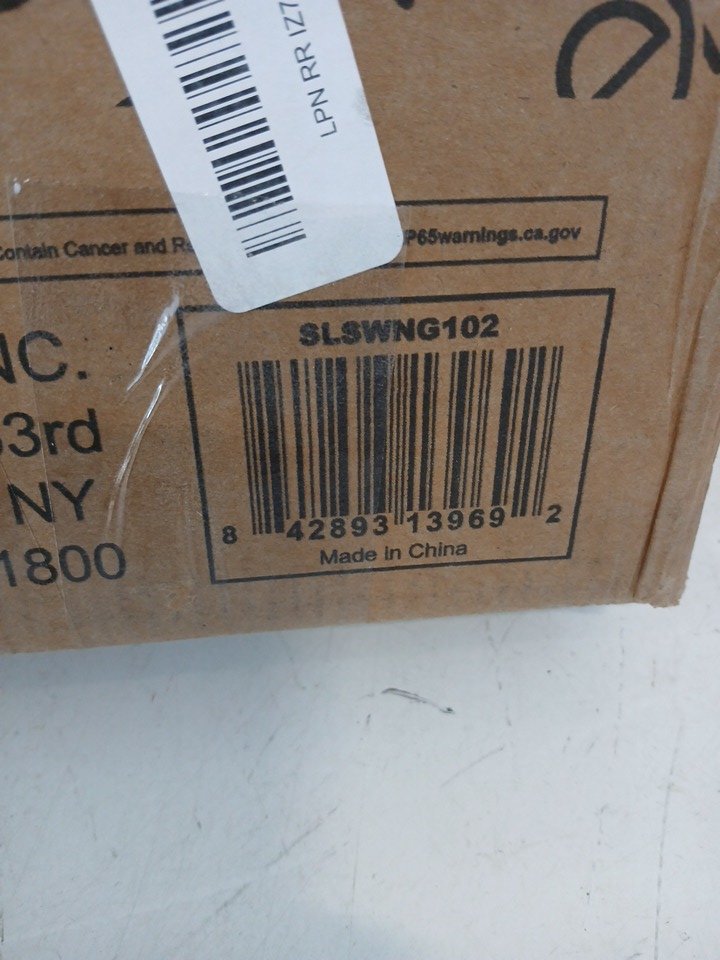 LPN RR IZ7
Contain Cancer and
P65warnings.ca.gov
NC.
3rd
NY
1800
SLSWNG102
8 42893 13969 2
Made in China